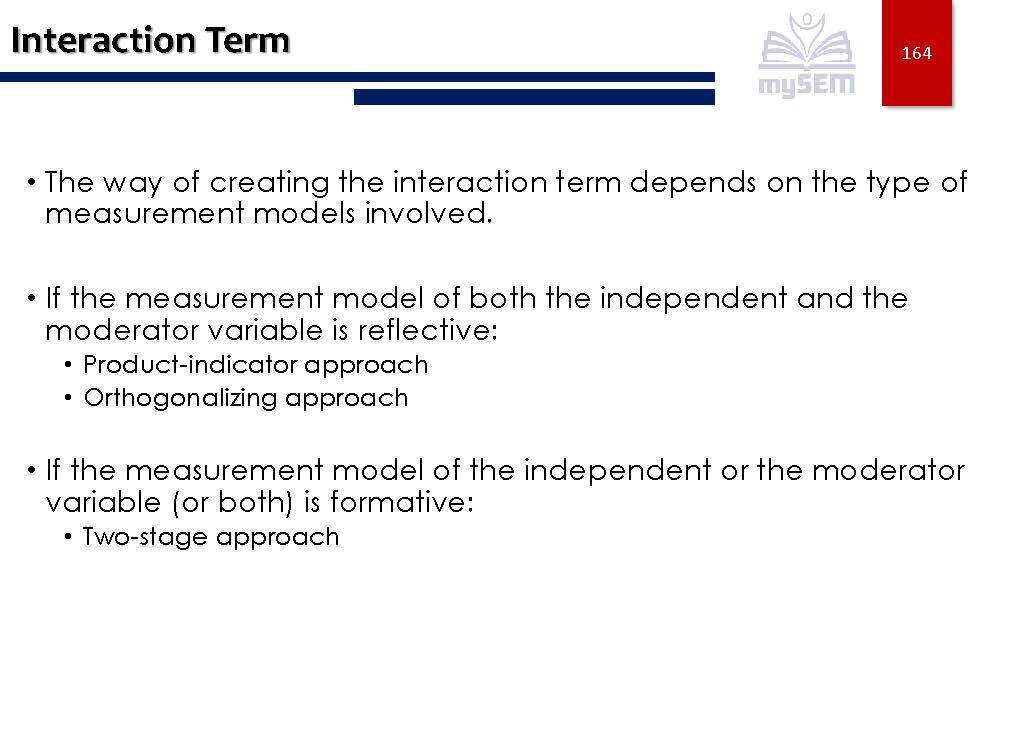 Interaction Term
mySEM
164
• The way of creating the interaction term depends on the type of
measurement models involved.
• If the measurement model of both the independent and the
moderator variable is reflective:
• Product-indicator approach
• Orthogonalizing approach
• If the measurement model of the independent or the moderator
variable (or both) is formative:
• Two-stage approach